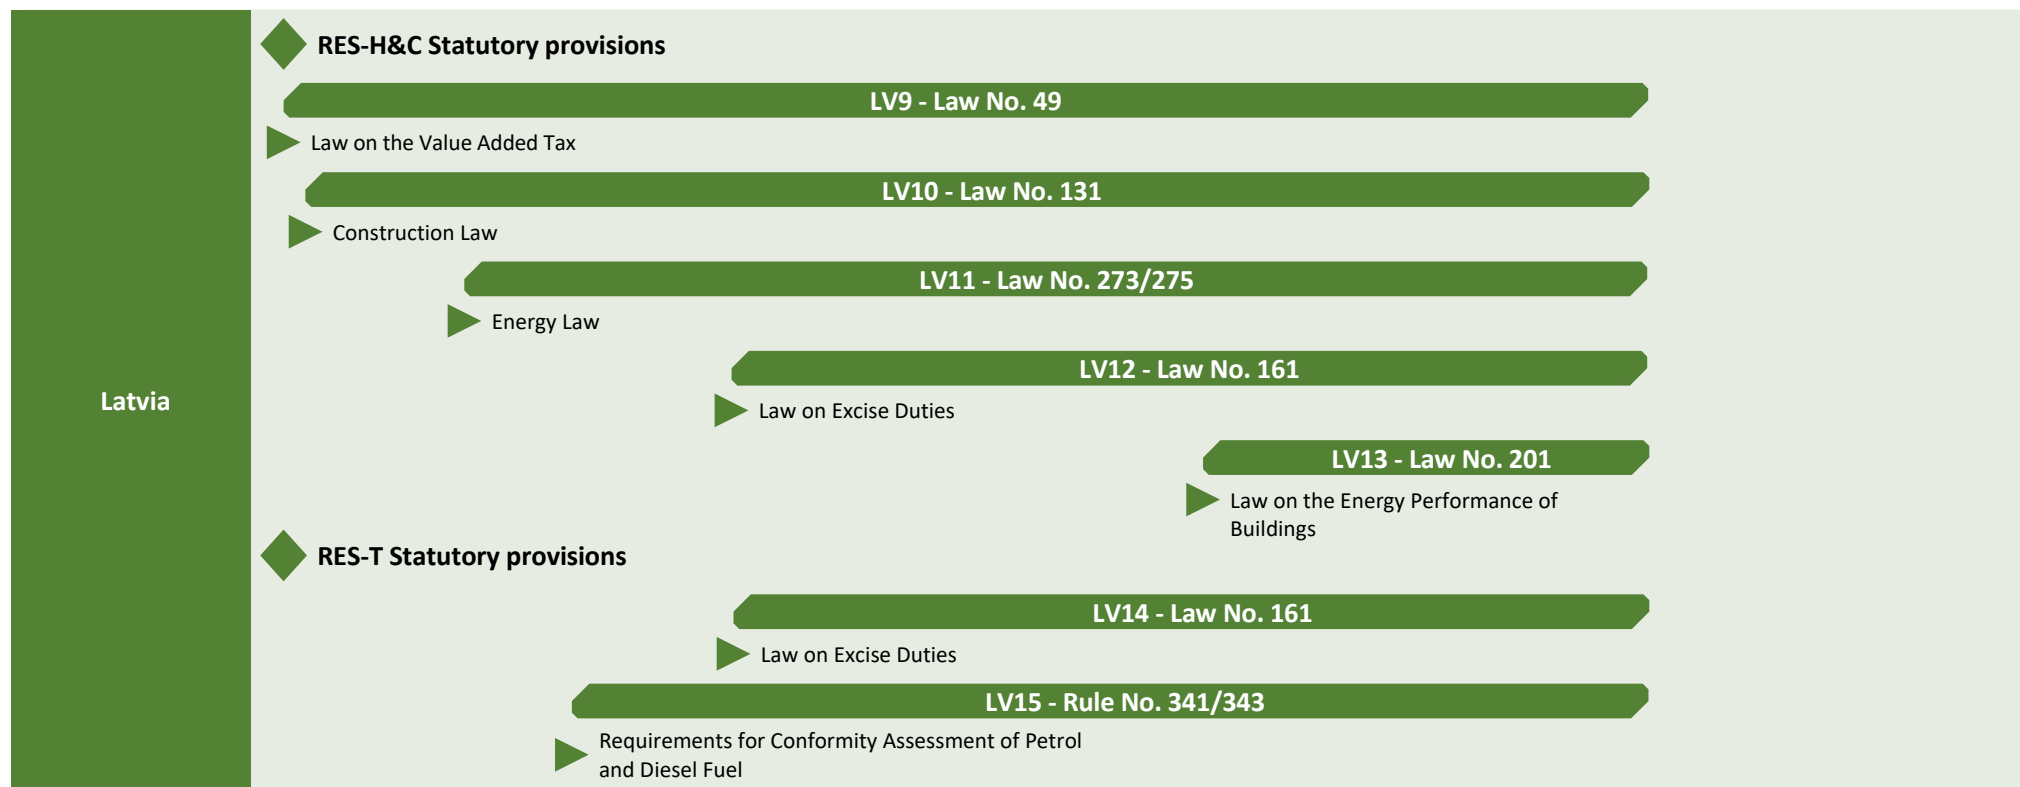 Latvia
RES-H&C Statutory provisions
LV9 - Law No. 49
Law on the Value Added Tax
LV10 - Law No. 131
Construction Law
LV11 - Law No. 273/275
Energy Law
LV12 - Law No. 161
Law on Excise Duties
LV13 - Law No. 201
Law on the Energy Performance of
Buildings
RES-T Statutory provisions
LV14 - Law No. 161
Law on Excise Duties
LV15 - Rule No. 341/343
Requirements for Conformity Assessment of Petrol
and Diesel Fuel